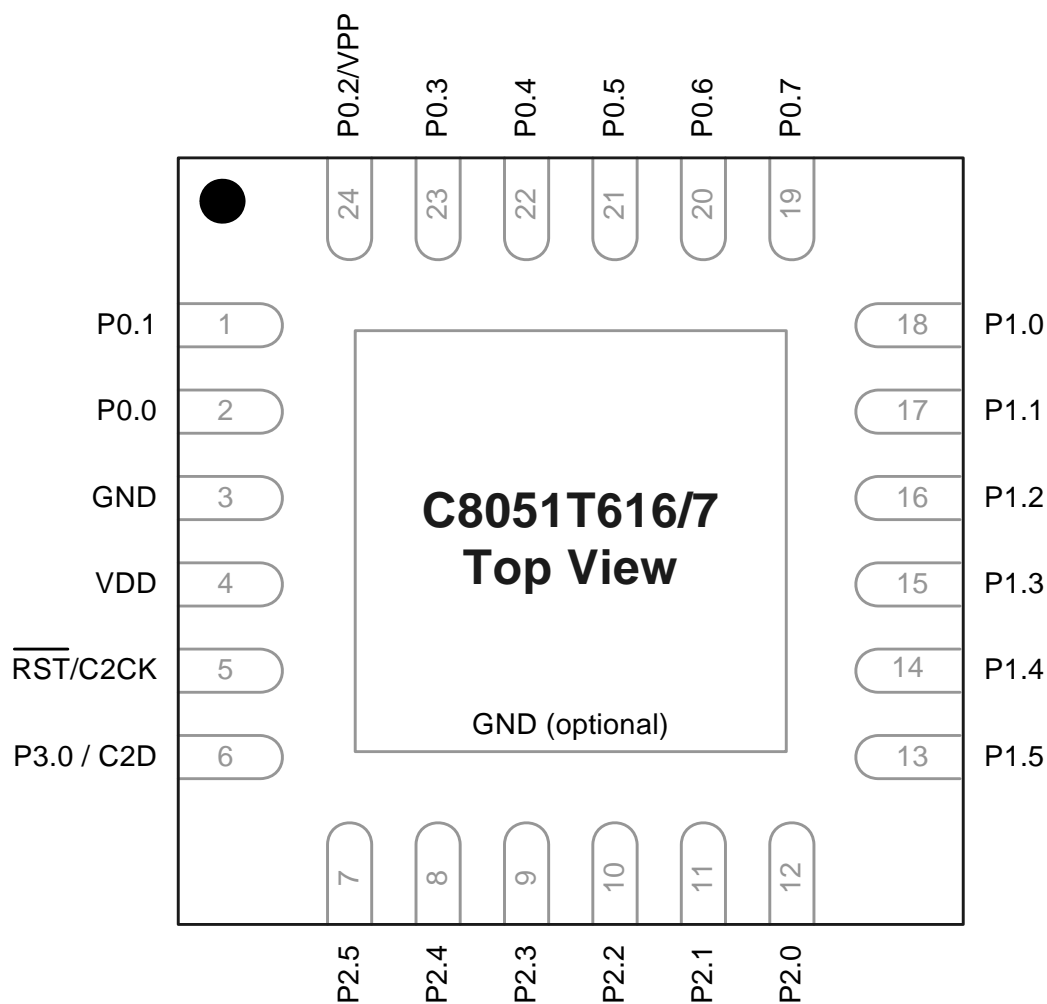 P0.2/VPP
P0.3
P0.4
P0.5
P0.6
P0.7
24
23
22
21
20
19
P0.1 1
P0.0 2
GND 3
VDD 4
RST/C2CK 5
P3.0 / C2D 6
18 P1.0
17 P1.1
16 P1.2
15 P1.3
14 P1.4
13 P1.5
C8051T616/7
Top View
GND (optional)
7
8
9
10
11
12
P2.5
P2.4
P2.3
P2.2
P2.1
P2.0